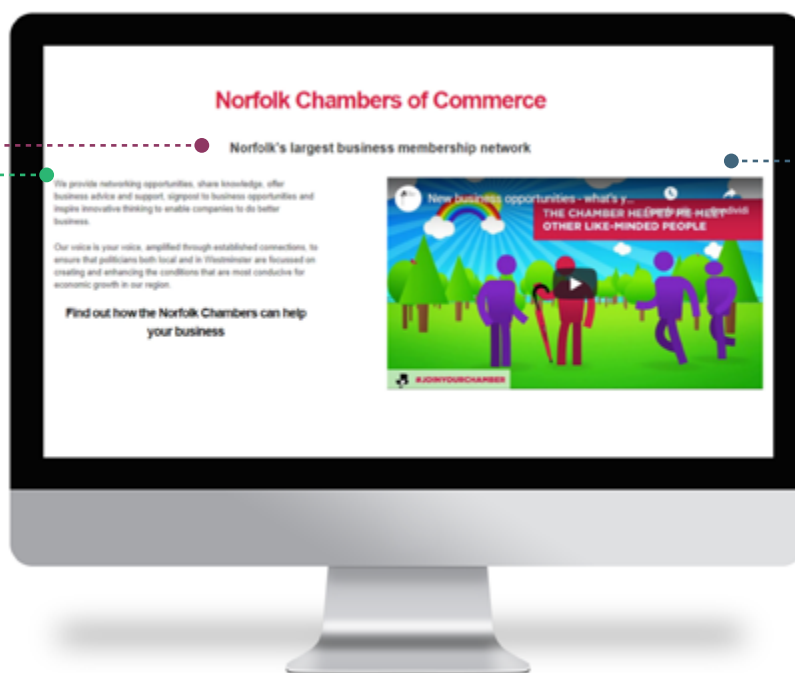 Norfolk Chambers of Commerce
Norfolk's largest business membership network
We provide networking opportunities, share knowledge, offer
business advice and support, signpost to business opportunities and
inspire innovative thinking to enable companies to do better
business.
Our voice is your voice, amplified through established connections, to
ensure that politicians both local and in Westminster are focussed on
creating and enhancing the conditions that are most conducive for
economic growth in our region.
Find out how the Norfolk Chambers can help
your business
New business opportunities - what's y...
THE CHAMBER HELPED ME MEET
OTHER LIKE-MINDED PEOPLE
#JOINYOURCHAMBER